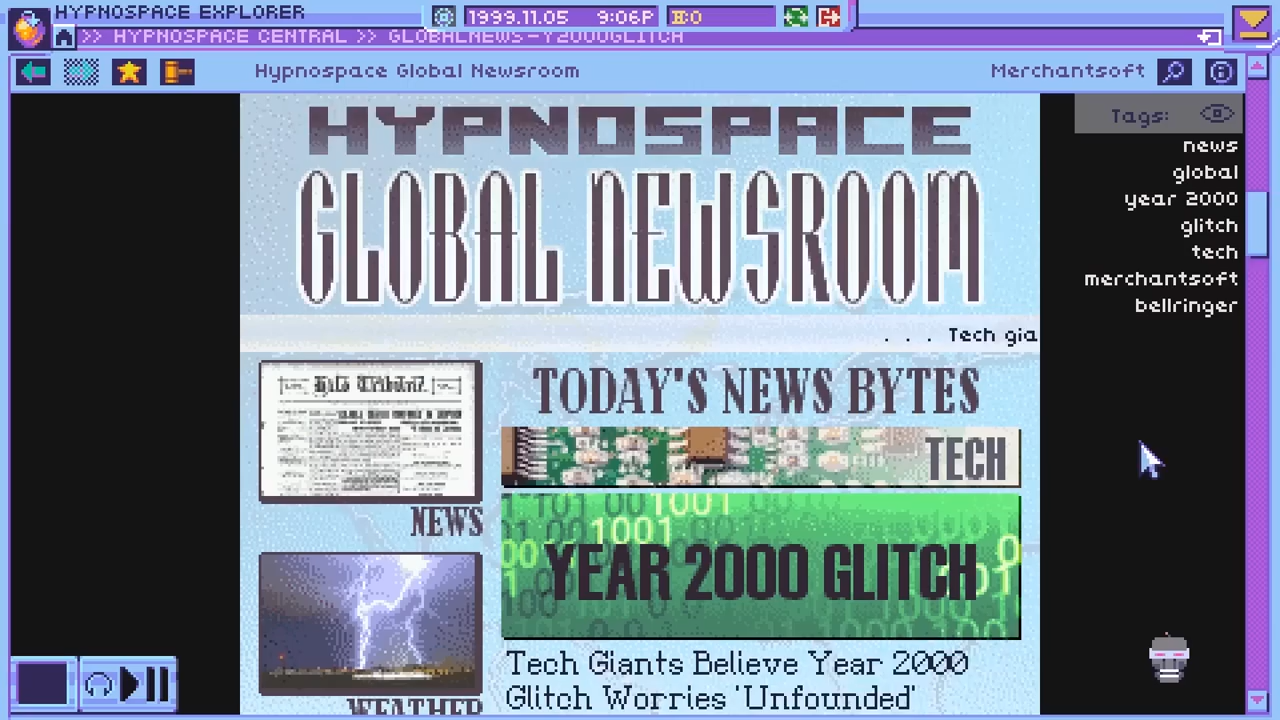 HYPNOSPACE EXPLORER
1999.11.05 9:06P
0
>> HYPNOSPACE CENTRAL >> GLOBALNEWS-Y2000GLITCH
Hypnospace Global Newsroom
Merchantsoft
Tags:
news
global
year 2000
glitch
tech
merchantsoft
bellringer
HYPNOSPACE
GLOBAL NEWSROOM
. . . Tech gia
NEWS
WEATHER
TODAY'S NEWS BYTES
TECH
YEAR 2000 GLITCH
Tech Giants Believe Year 2000
Glitch Worries 'Unfounded'